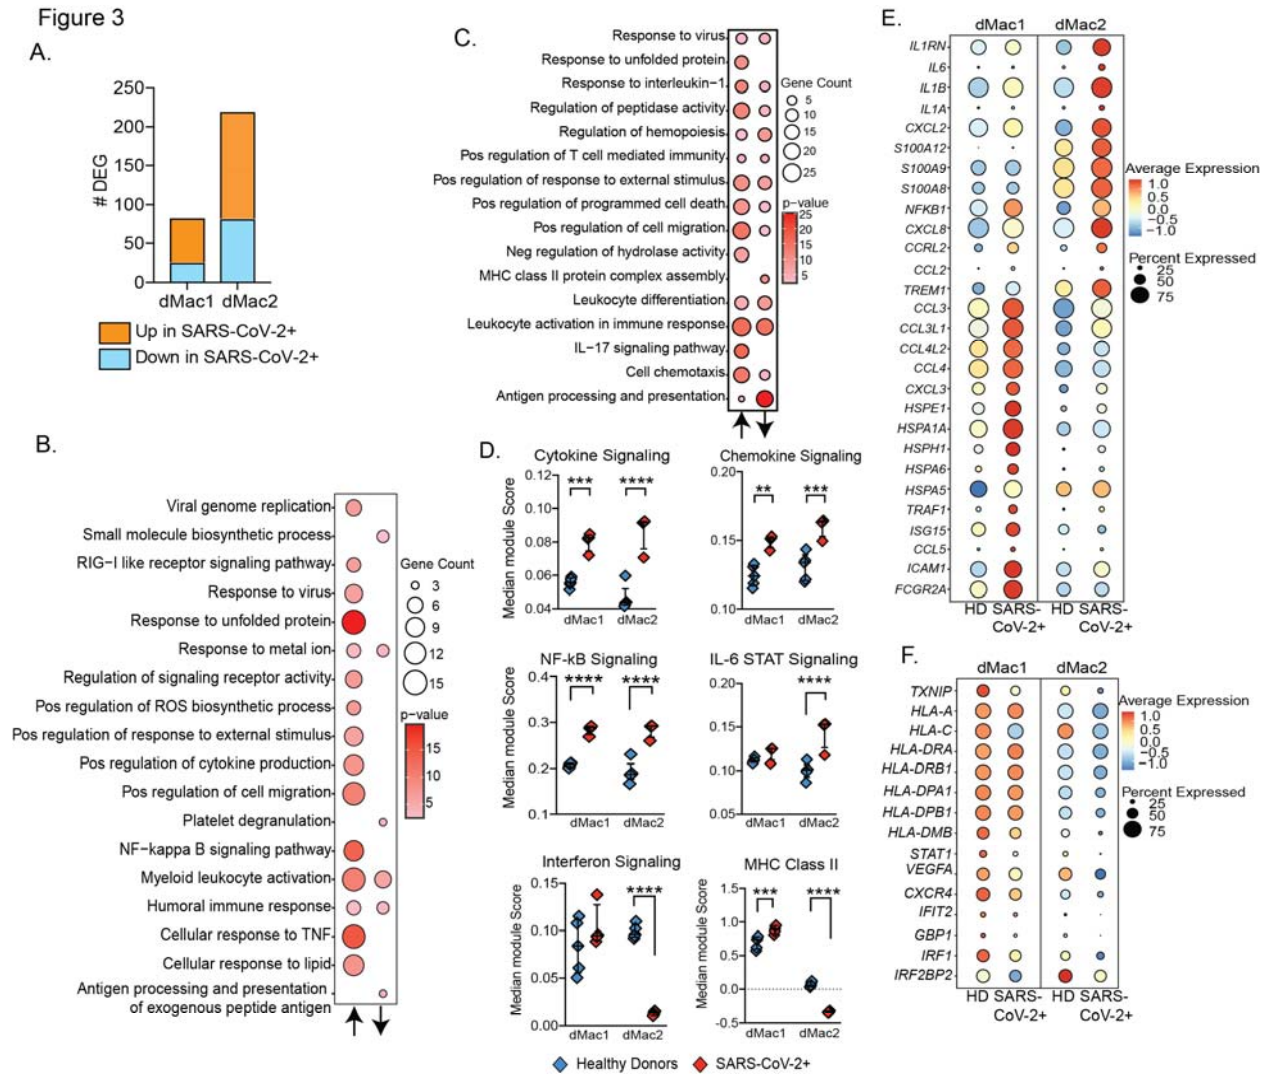 Figure 3
A.
250
200
150
100
50
0
# DEG
dMac1
dMac2
Up in SARS-CoV-2+
Down in SARS-CoV-2+
B.
Viral genome replication
Small molecule biosynthetic process
RIG-I like receptor signaling pathway
Response to virus
Response to unfolded protein
Response to metal ion
Regulation of signaling receptor activity
Pos regulation of ROS biosynthetic process
Pos regulation of response to external stimulus
Pos regulation of cytokine production
Pos regulation of cell migration
Platelet degranulation
NF-kappa B signaling pathway
Myeloid leukocyte activation
Humoral immune response
Cellular response to TNF
Cellular response to lipid
Antigen processing and presentation
of exogenous peptide antigen
Gene Count
3
6
9
12
15
p-value
15
10
5
C.
Response to virus
Response to unfolded protein
Response to interleukin-1
Regulation of peptidase activity
Regulation of hemopoiesis
Pos regulation of T cell mediated immunity
Pos regulation of response to external stimulus
Pos regulation of programmed cell death
Pos regulation of cell migration
Neg regulation of hydrolase activity
MHC class II protein complex assembly
Leukocyte differentiation
Leukocyte activation in immune response
IL-17 signaling pathway
Cell chemotaxis
Antigen processing and presentation
Gene Count
5
10
15
20
25
p-value
25
20
15
10
5
D.
Cytokine Signaling
Median module Score
0.12
0.10
0.08
0.06
0.04
***
****
dMac1
dMac2
Chemokine Signaling
0.20
0.15
0.10
**
***
dMac1
dMac2
NF-kB Signaling
Median module Score
0.4
0.3
0.2
0.1
****
****
dMac1
dMac2
IL-6 STAT Signaling
0.20
0.15
0.10
0.05
****
dMac1
dMac2
Interferon Signaling
Median module Score
0.15
0.10
0.05
0.00
****
dMac1
dMac2
MHC Class II
Median module Score
1.5
1.0
0.5
0.0
-0.5
***
****
dMac1
dMac2
Healthy Donors
SARS-CoV-2+
E.
dMac1
dMac2
IL1RN
IL6
IL1B
IL1A
CXCL2
S100A12
S100A9
S100A8
NFKB1
CXCL8
CCRL2
CCL2
TREM1
CCL3
CCL3L1
CCL4L2
CCL4
CXCL3
HSPE1
HSPA1A
HSPH1
HSPA6
HSPA5
TRAF1
ISG15
CCL5
ICAM1
FCGR2A
HD SARS- HD SARS-
CoV-2+ CoV-2+
Average Expression
1.0
0.5
0.0
-0.5
-1.0
Percent Expressed
25
50
75
F.
dMac1
dMac2
TXNIP
HLA-A
HLA-C
HLA-DRA
HLA-DRB1
HLA-DPA1
HLA-DPB1
HLA-DMB
STAT1
VEGFA
CXCR4
IFIT2
GBP1
IRF1
IRF2BP2
HD SARS- HD SARS-
CoV-2+ CoV-2+
Average Expression
1.0
0.5
0.0
-0.5
-1.0
Percent Expressed
25
50
75